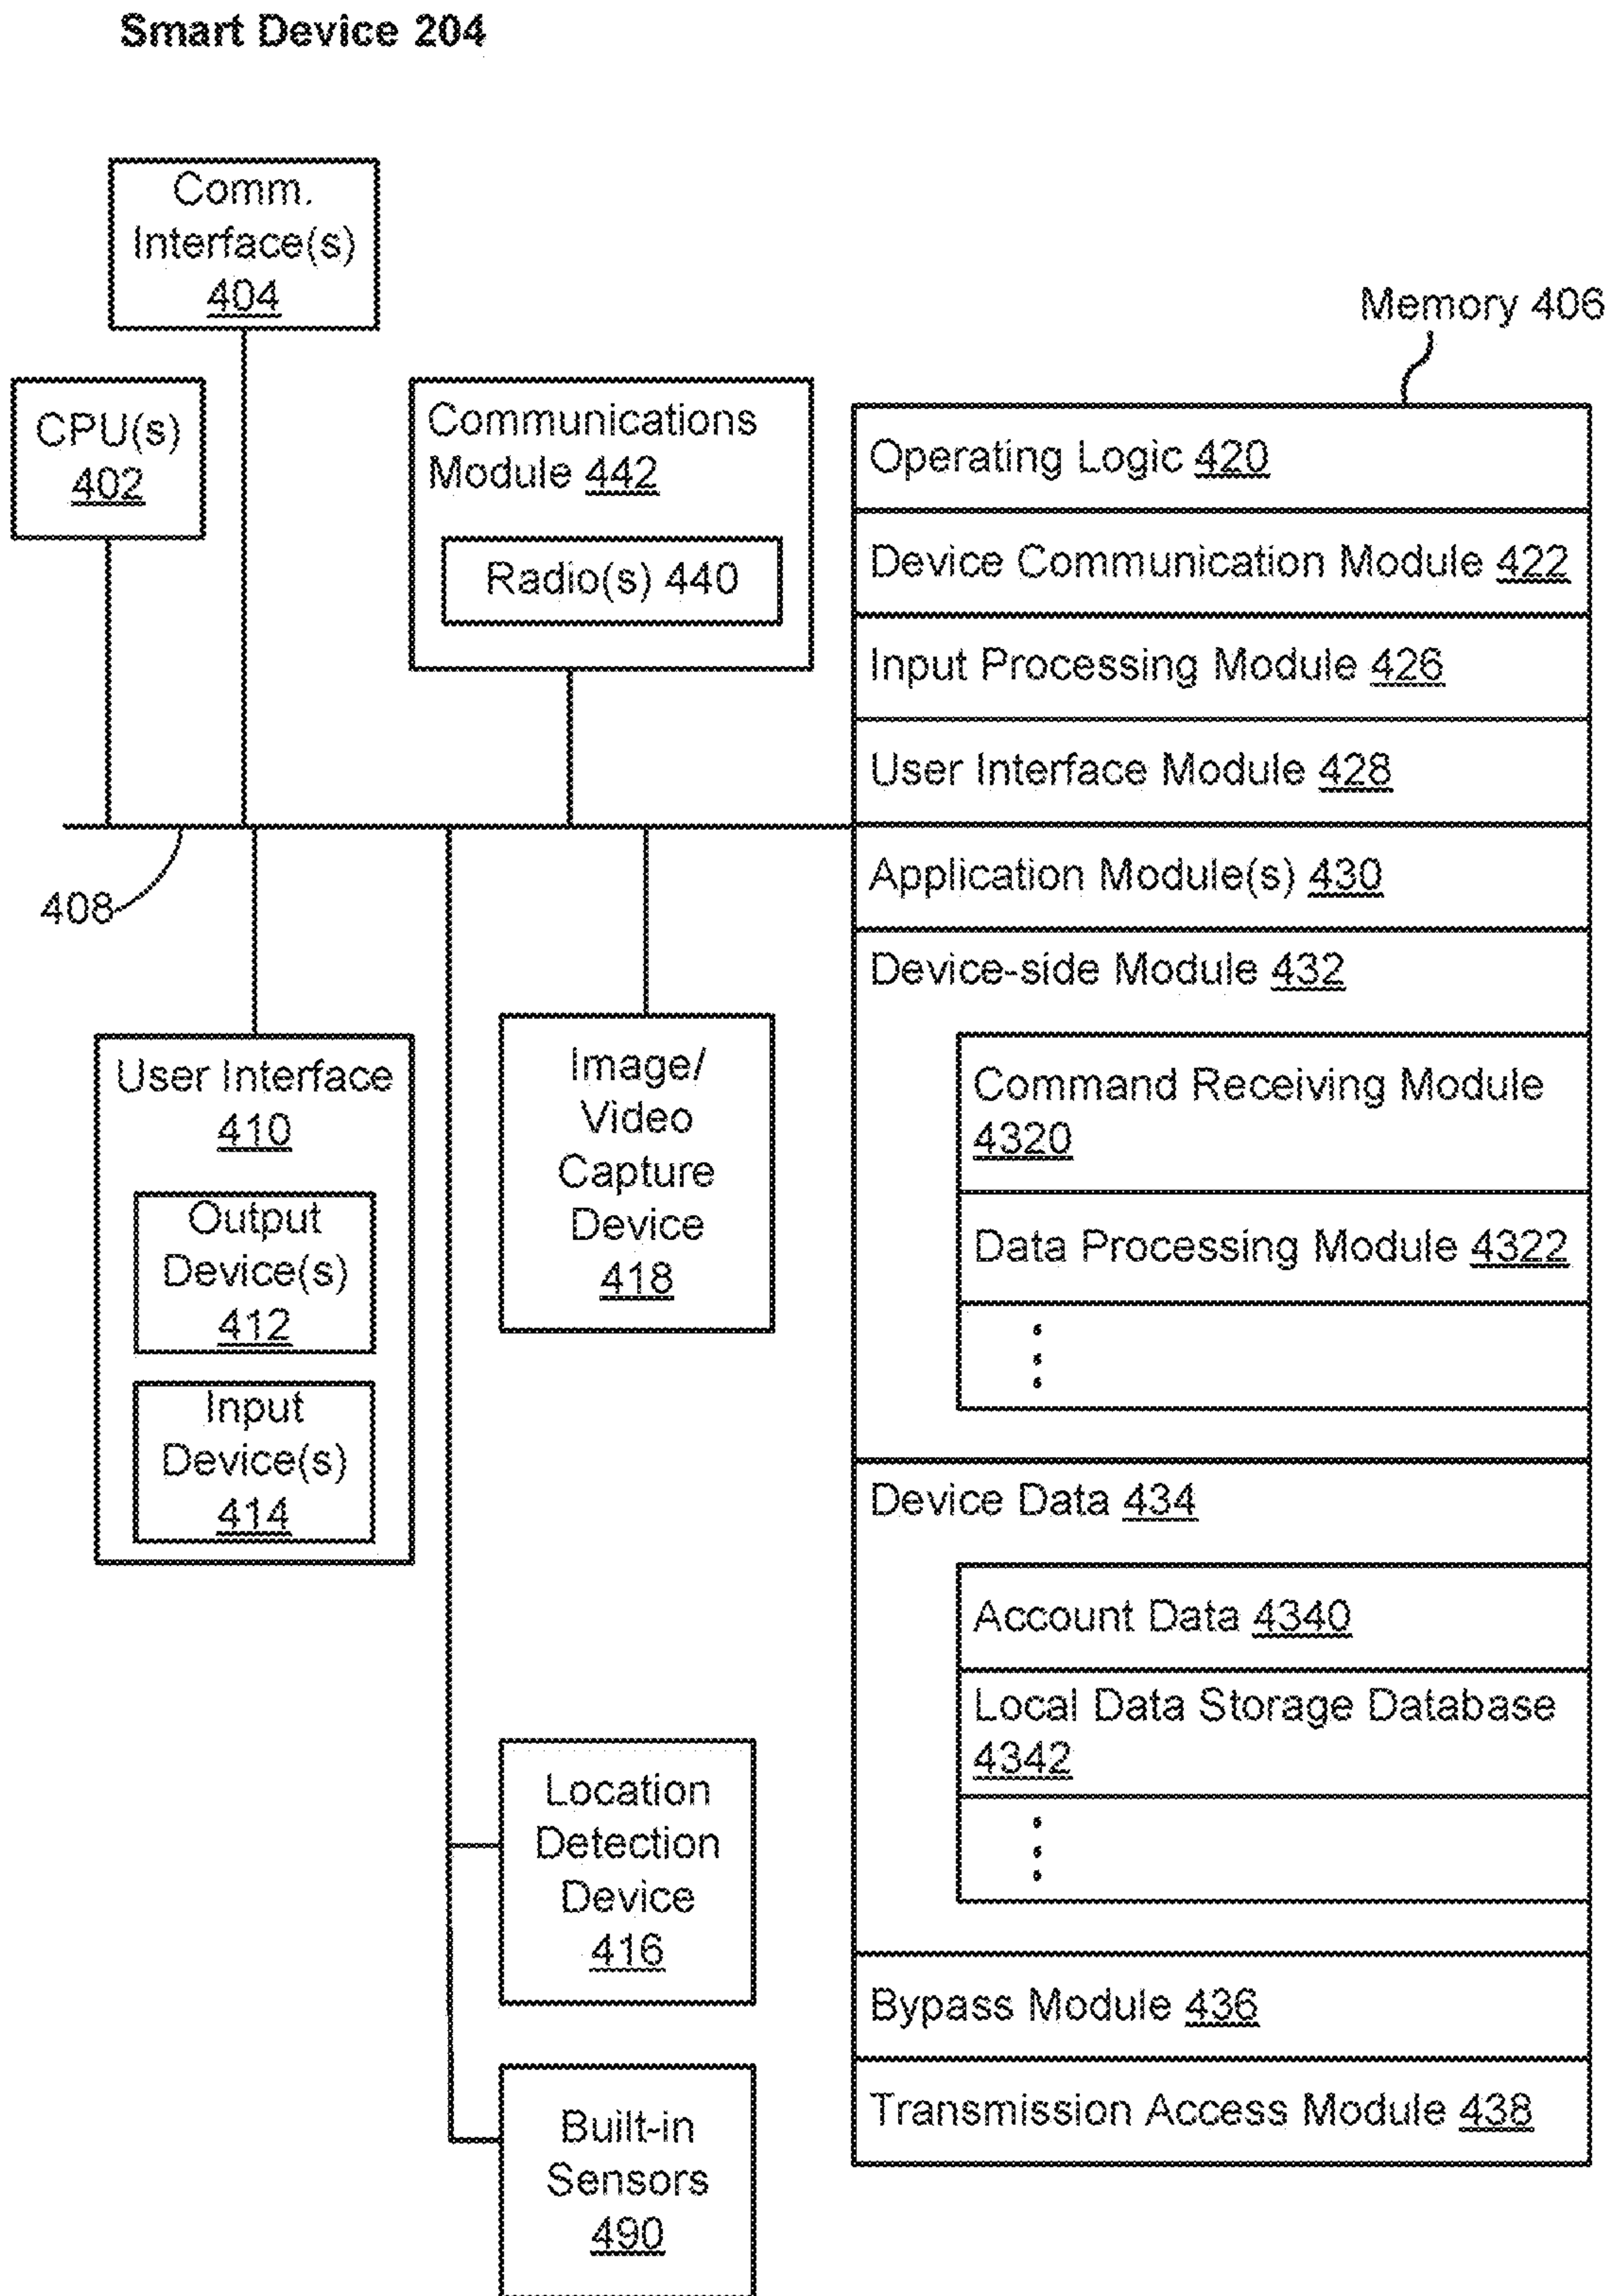 Smart Device 204
Comm.
Interface(s)
404
Memory 406
CPU(s)
402
Communications
Module 442
Radio(s) 440
Operating Logic 420
Device Communication Module 422
Input Processing Module 426
User Interface Module 428
408
Application Module(s) 430
Device-side Module 432
Command Receiving Module
4320
Data Processing Module 4322
User Interface
410
Output
Device(s)
412
Input
Device(s)
414
Image/
Video
Capture
Device
418
Device Data 434
Account Data 4340
Local Data Storage Database
4342
Location
Detection
Device
416
Bypass Module 436
Transmission Access Module 438
Built-in
Sensors
490